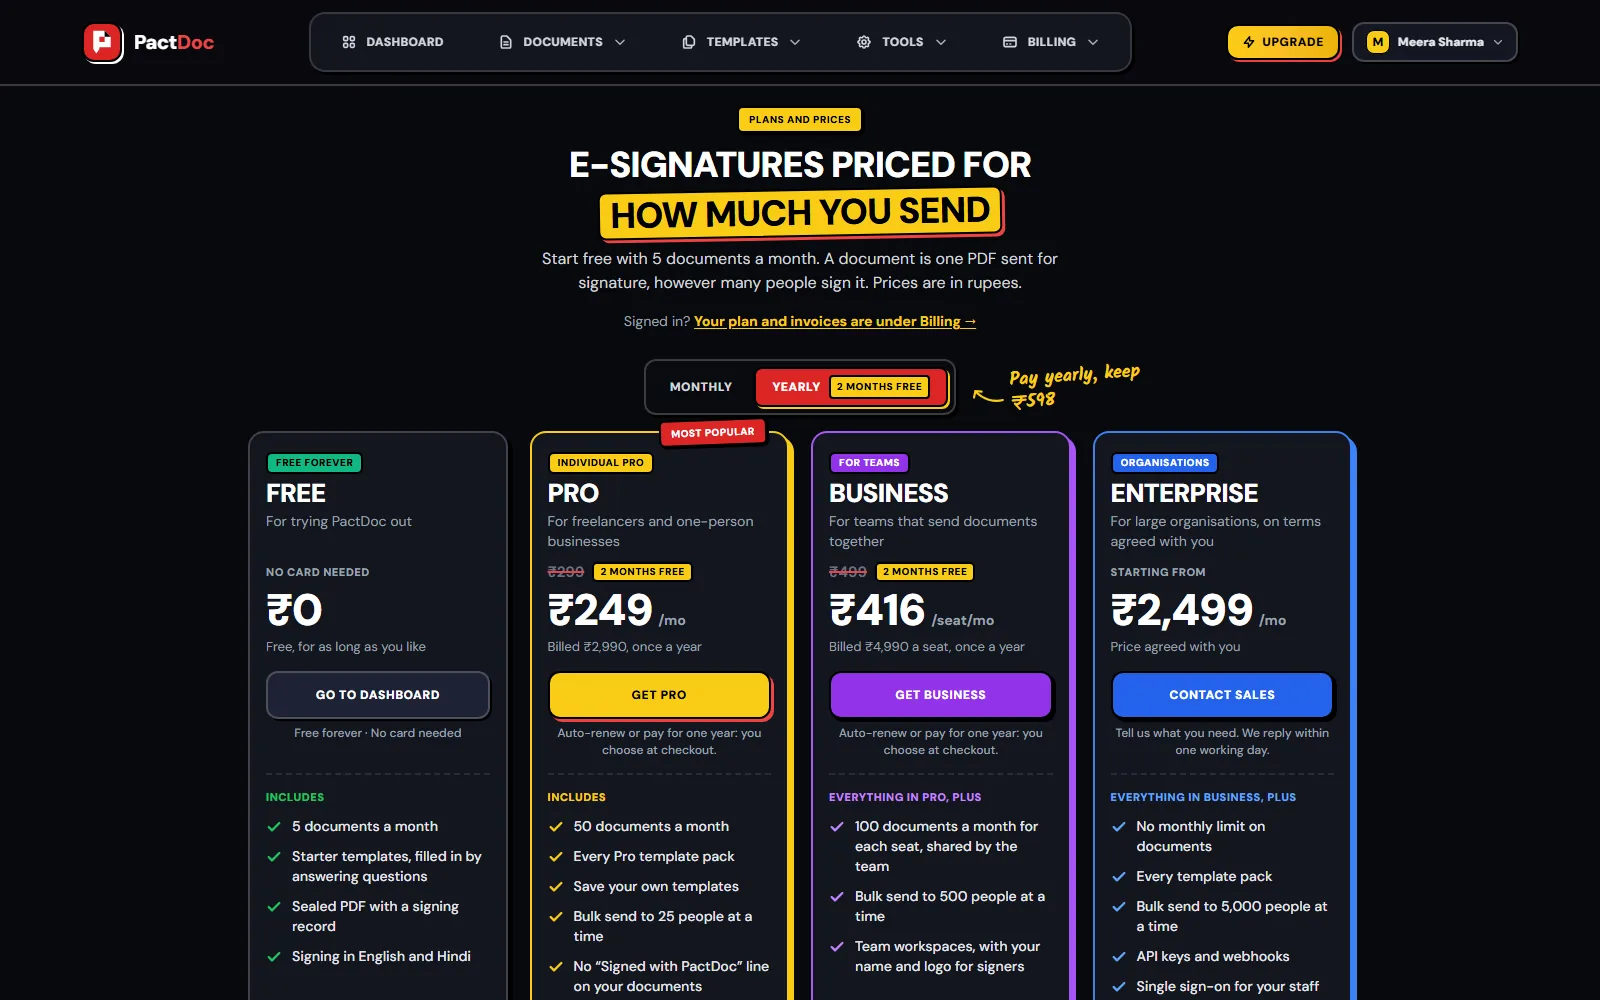 PactDoc
DASHBOARD
DOCUMENTS
TEMPLATES
TOOLS
BILLING
UPGRADE
M
Meera Sharma
PLANS AND PRICES
E-SIGNATURES PRICED FOR
HOW MUCH YOU SEND
Start free with 5 documents a month. A document is one PDF sent for
signature, however many people sign it. Prices are in rupees.
Signed in? Your plan and invoices are under Billing →
MONTHLY
YEARLY
2 MONTHS FREE
Pay yearly, keep
₹598
FREE FOREVER
FREE
For trying PactDoc out
NO CARD NEEDED
₹0
Free, for as long as you like
GO TO DASHBOARD
Free forever · No card needed
INCLUDES
5 documents a month
Starter templates, filled in by
answering questions
Sealed PDF with a signing
record
Signing in English and Hindi
MOST POPULAR
INDIVIDUAL PRO
PRO
For freelancers and one-person
businesses
₹299
2 MONTHS FREE
₹249 /mo
Billed ₹2,990, once a year
GET PRO
Auto-renew or pay for one year: you
choose at checkout.
INCLUDES
50 documents a month
Every Pro template pack
Save your own templates
Bulk send to 25 people at a
time
No “Signed with PactDoc” line
on your documents
FOR TEAMS
BUSINESS
For teams that send documents
together
₹499
2 MONTHS FREE
₹416 /seat/mo
Billed ₹4,990 a seat, once a year
GET BUSINESS
Auto-renew or pay for one year: you
choose at checkout.
EVERYTHING IN PRO, PLUS
100 documents a month for
each seat, shared by the
team
Bulk send to 500 people at a
time
Team workspaces, with your
name and logo for signers
ORGANISATIONS
ENTERPRISE
For large organisations, on terms
agreed with you
STARTING FROM
₹2,499 /mo
Price agreed with you
CONTACT SALES
Tell us what you need. We reply within
one working day.
EVERYTHING IN BUSINESS, PLUS
No monthly limit on
documents
Every template pack
Bulk send to 5,000 people at
a time
API keys and webhooks
Single sign-on for your staff